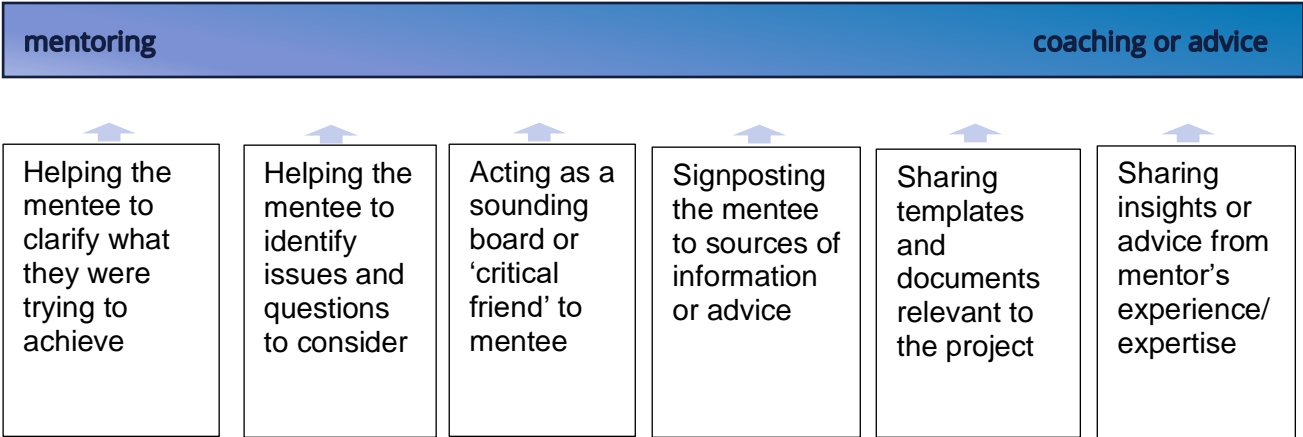 mentoring
coaching or advice
Helping the
mentee to
clarify what
they were
trying to
achieve
Helping the
mentee to
identify
issues and
questions
to consider
Acting as a
sounding
board or
‘critical
friend’ to
mentee
Signposting
the mentee
to sources of
information
or advice
Sharing
templates
and
documents
relevant to
the project
Sharing
insights or
advice from
mentor’s
experience/
expertise